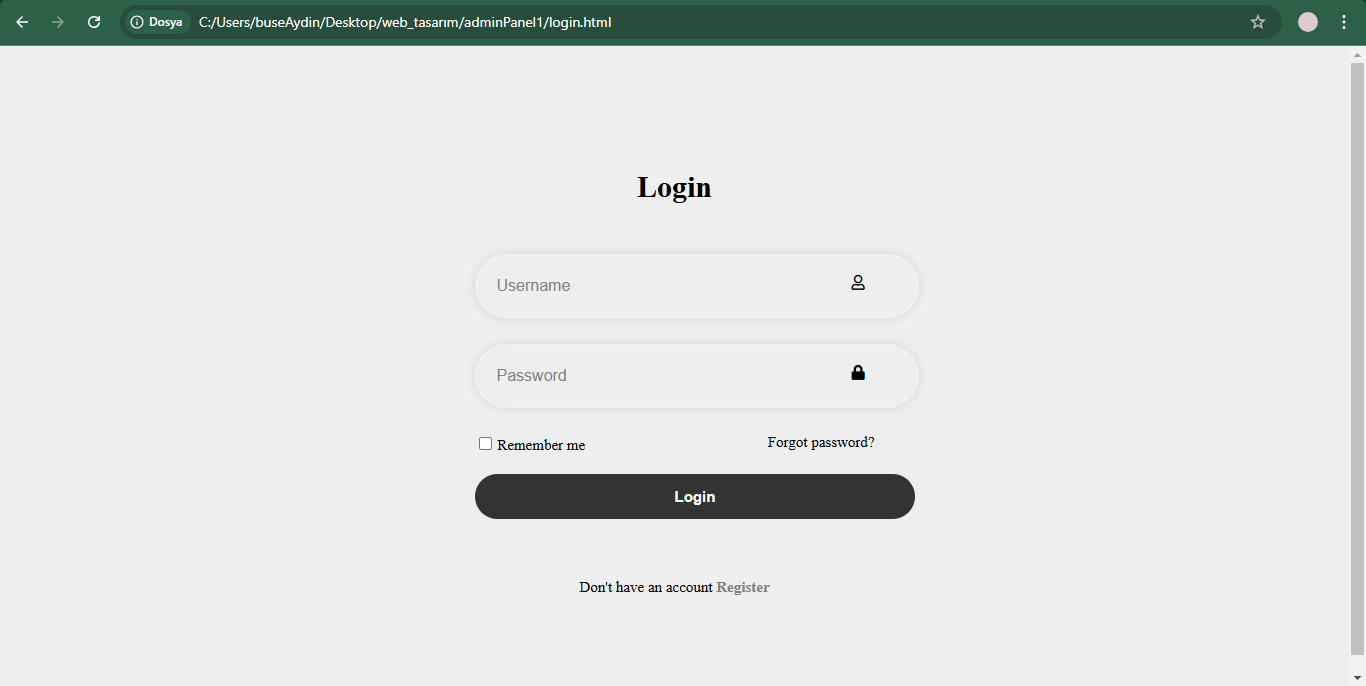 Dosya C:/Users/buseAydin/Desktop/web_tasarım/adminPanel1/login.html
Login
Username
Password
Remember me Forgot password?
Login
Don't have an account Register